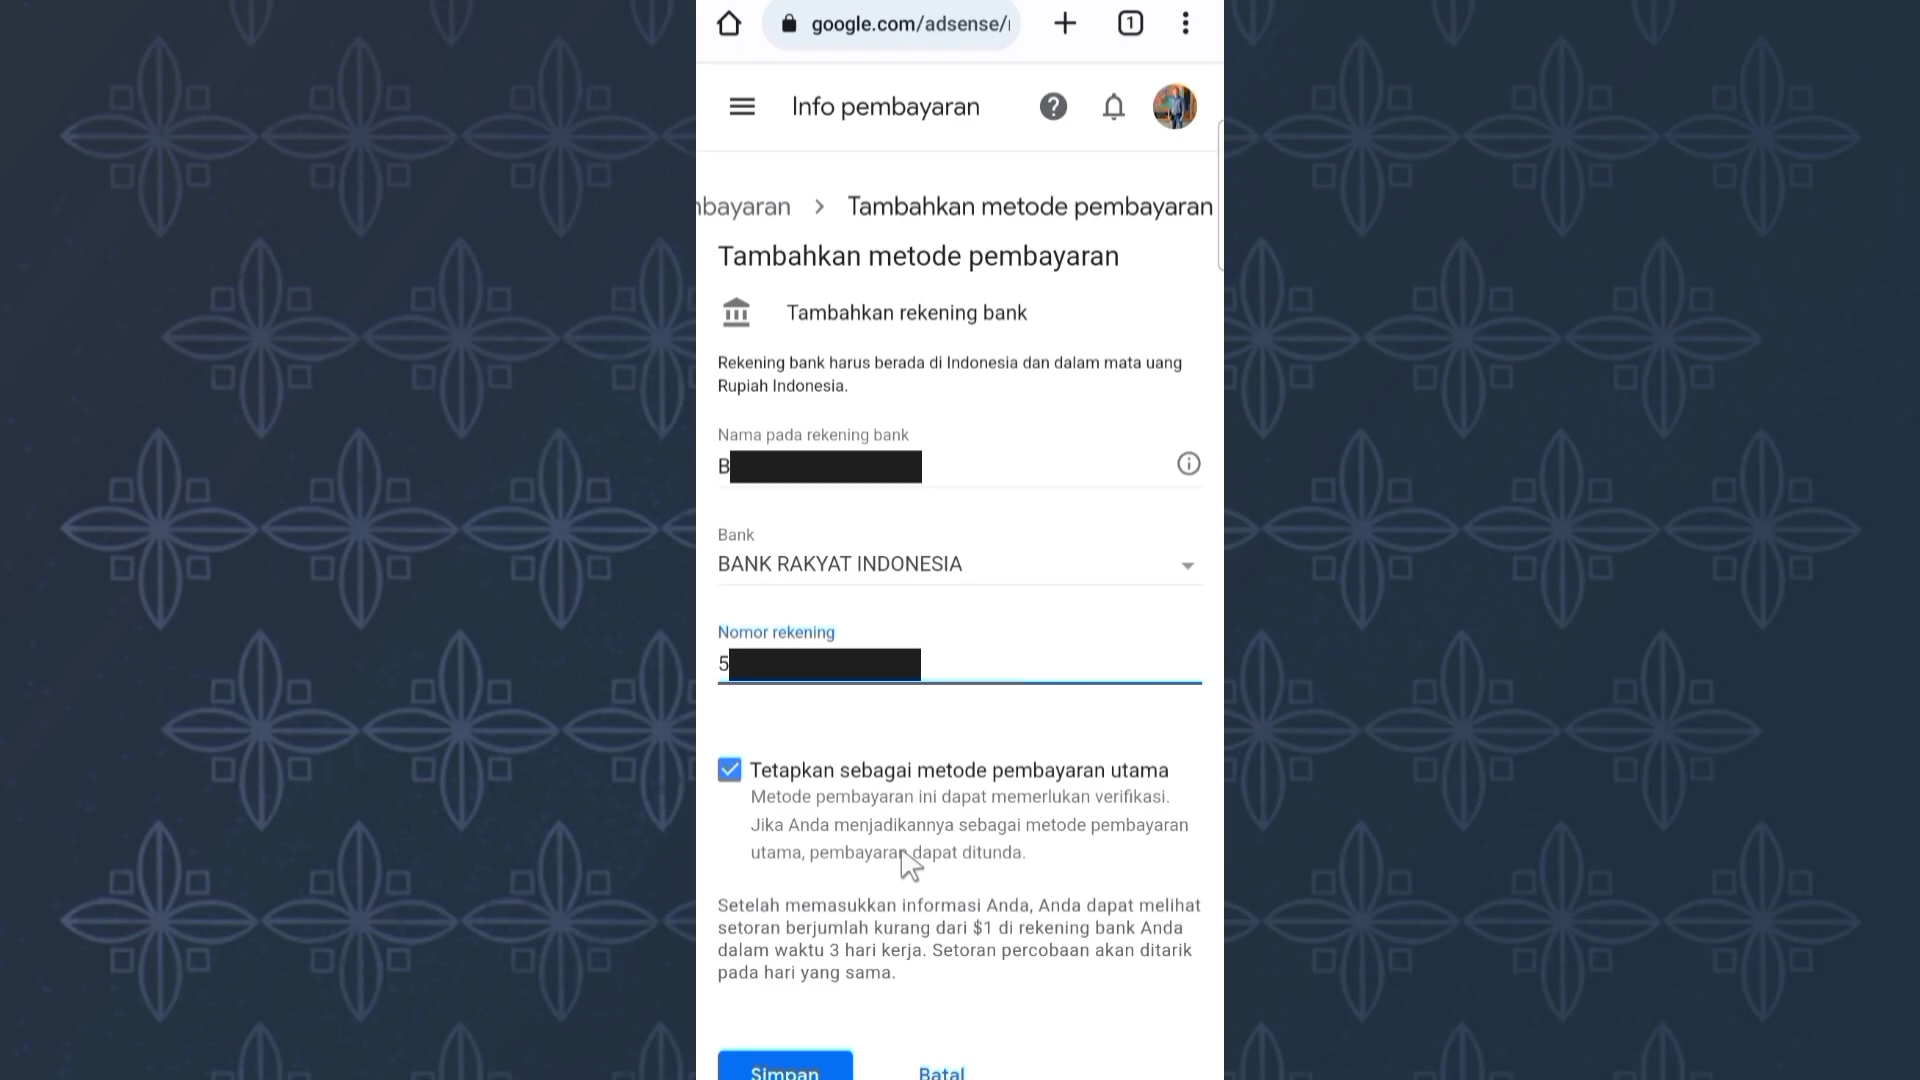 google.com/adsense/
1
Info pembayaran
bayaran > Tambahkan metode pembayaran
Tambahkan metode pembayaran
Tambahkan rekening bank
Rekening bank harus berada di Indonesia dan dalam mata uang
Rupiah Indonesia.
Nama pada rekening bank
B
Bank
BANK RAKYAT INDONESIA
Nomor rekening
5
Tetapkan sebagai metode pembayaran utama
Metode pembayaran ini dapat memerlukan verifikasi.
Jika Anda menjadikannya sebagai metode pembayaran
utama, pembayaran dapat ditunda.
Setelah memasukkan informasi Anda, Anda dapat melihat
setoran berjumlah kurang dari $1 di rekening bank Anda
dalam waktu 3 hari kerja. Setoran percobaan akan ditarik
pada hari yang sama.
Simpan Batal